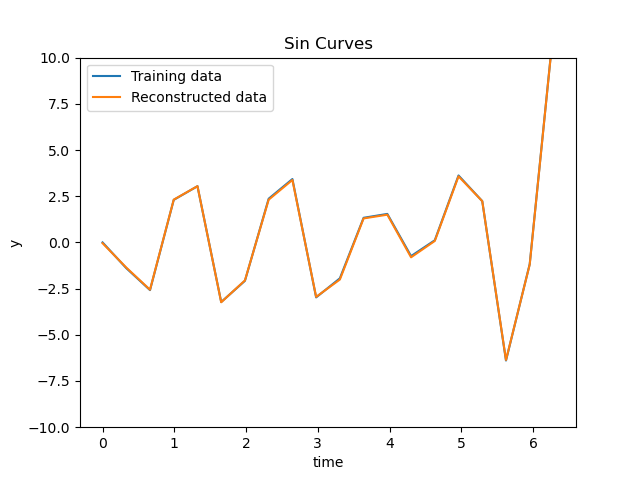 Sin Curves
Training data
Reconstructed data
10.0
7.5
5.0
2.5
0.0
−2.5
−5.0
−7.5
−10.0
y
0 1 2 3 4 5 6
time